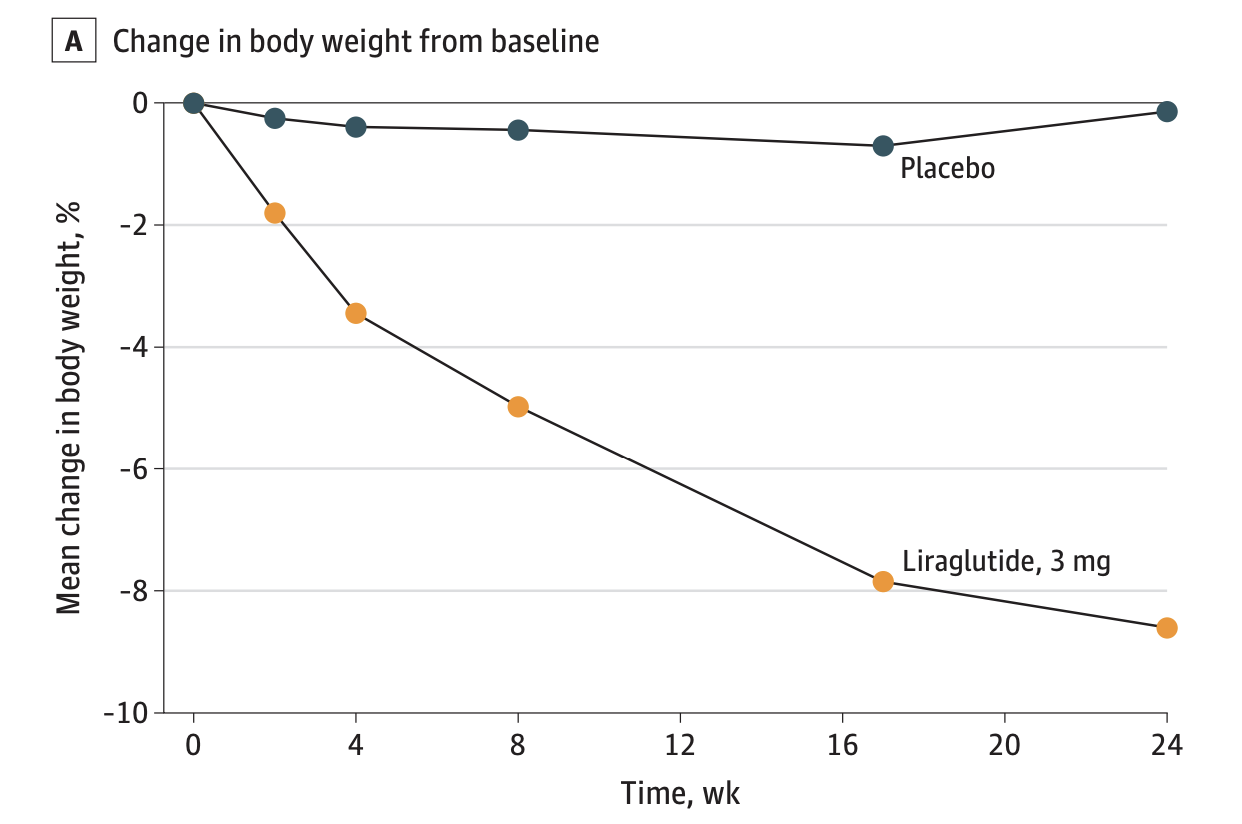 A Change in body weight from baseline
0
-2
-4
-6
-8
-10
Mean change in body weight, %
Placebo
Liraglutide, 3 mg
0 4 8 12 16 20 24
Time, wk